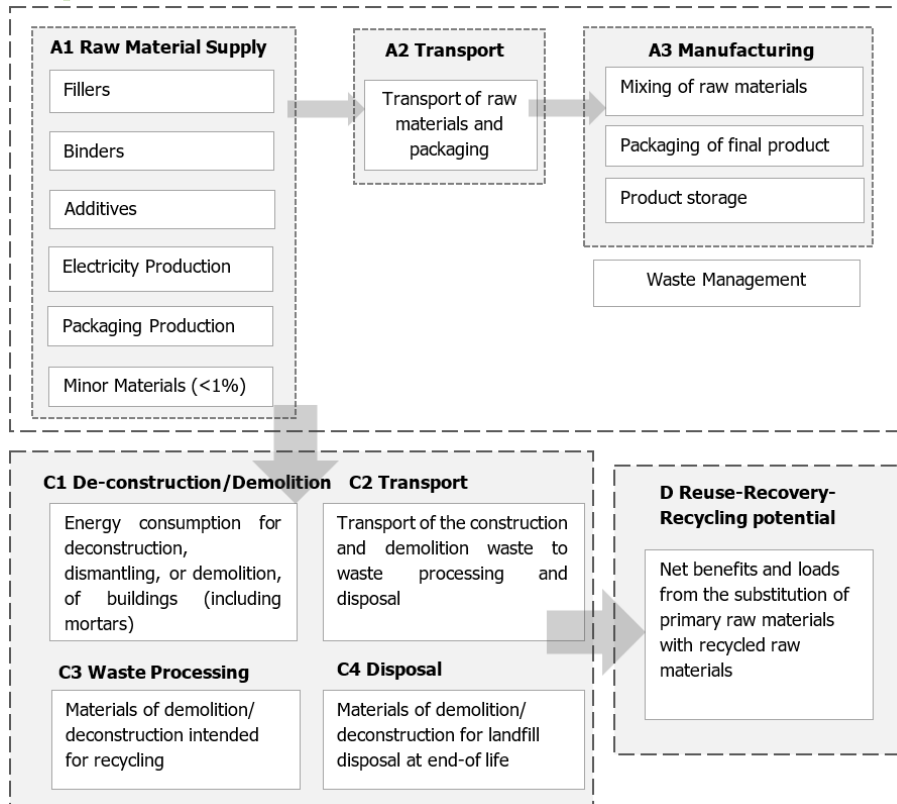 A1 Raw Material Supply
Fillers
Binders
Additives
Electricity Production
Packaging Production
Minor Materials (<1%)
A2 Transport
Transport of raw
materials and
packaging
A3 Manufacturing
Mixing of raw materials
Packaging of final product
Product storage
Waste Management
C1 De-construction/Demolition
Energy consumption for
deconstruction,
dismantling, or demolition,
of buildings (including
mortars)
C2 Transport
Transport of the construction
and demolition waste to
waste processing and
disposal
C3 Waste Processing
Materials of demolition/
deconstruction intended
for recycling
C4 Disposal
Materials of demolition/
deconstruction for landfill
disposal at end-of life
D Reuse-Recovery-
Recycling potential
Net benefits and loads
from the substitution of
primary raw materials
with recycled raw
materials